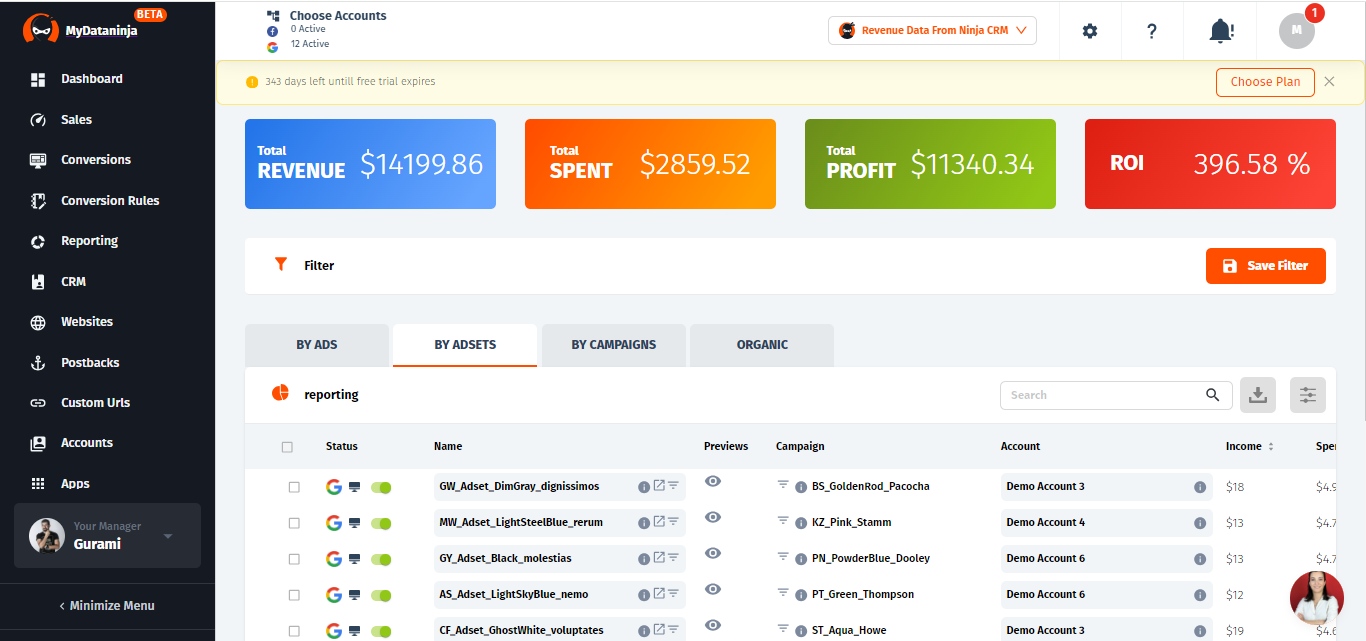 MyDataninja
BETA
Dashboard
Sales
Conversions
Conversion Rules
Reporting
CRM
Websites
Postbacks
Custom Urls
Accounts
Apps
Your Manager
Gurami
< Minimize Menu
Choose Accounts
0 Active
12 Active
Revenue Data From Ninja CRM
?
M
1
343 days left untill free trial expires
Choose Plan
Total
REVENUE $14199.86
Total
SPENT $2859.52
Total
PROFIT $11340.34
ROI 396.58 %
Filter
Save Filter
BY ADS
BY ADSETS
BY CAMPAIGNS
ORGANIC
reporting
Search
Status Name Previews Campaign Account Income Spe
GW_Adset_DimGray_dignissimos BS_GoldenRod_Pacocha Demo Account 3 $18 $4.9
MW_Adset_LightSteelBlue_rerum KZ_Pink_Stamm Demo Account 4 $13 $4.7
GY_Adset_Black_molestias PN_PowderBlue_Dooley Demo Account 6 $13 $4.7
AS_Adset_LightSkyBlue_nemo PT_Green_Thompson Demo Account 6 $12
CF_Adset_GhostWhite_voluptates ST_Aqua_Howe Demo Account 3 $19 $4.6